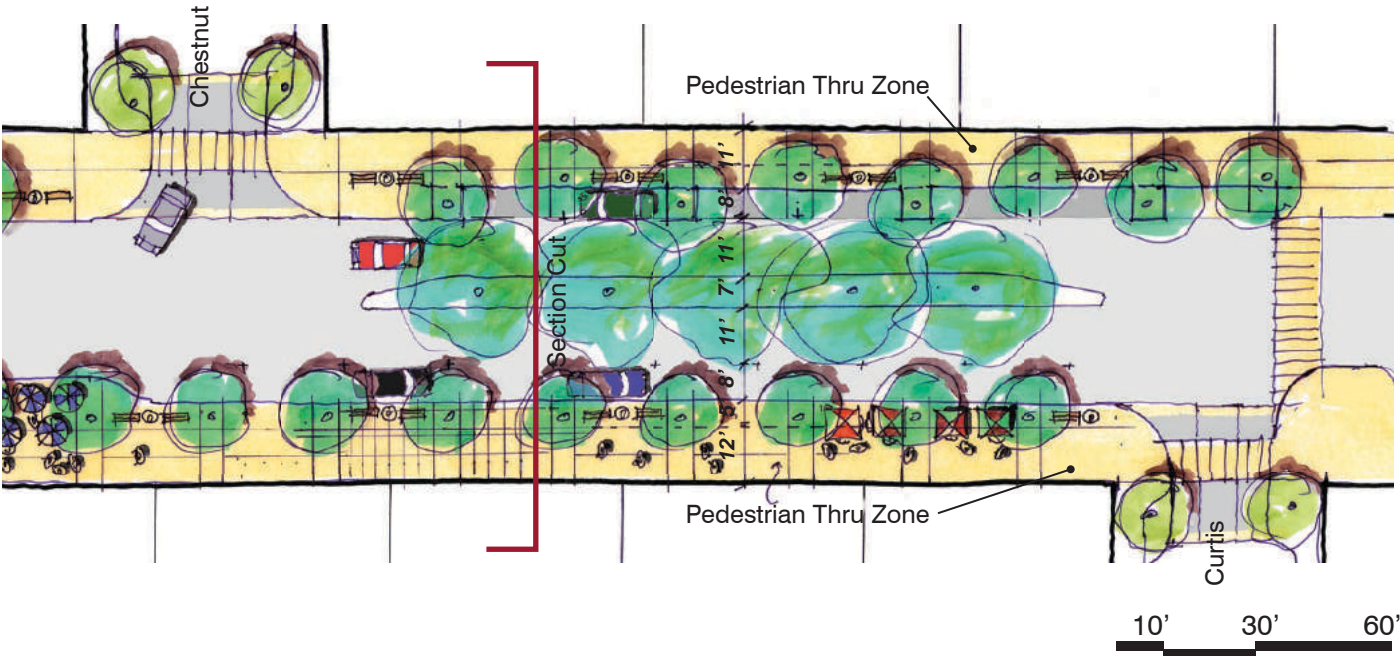 Chestnut
Pedestrian Thru Zone
11'
8'
11'
7'
11'
8'
5'
12'
Section Cut
Pedestrian Thru Zone
Curtis
10’ 30’ 60’